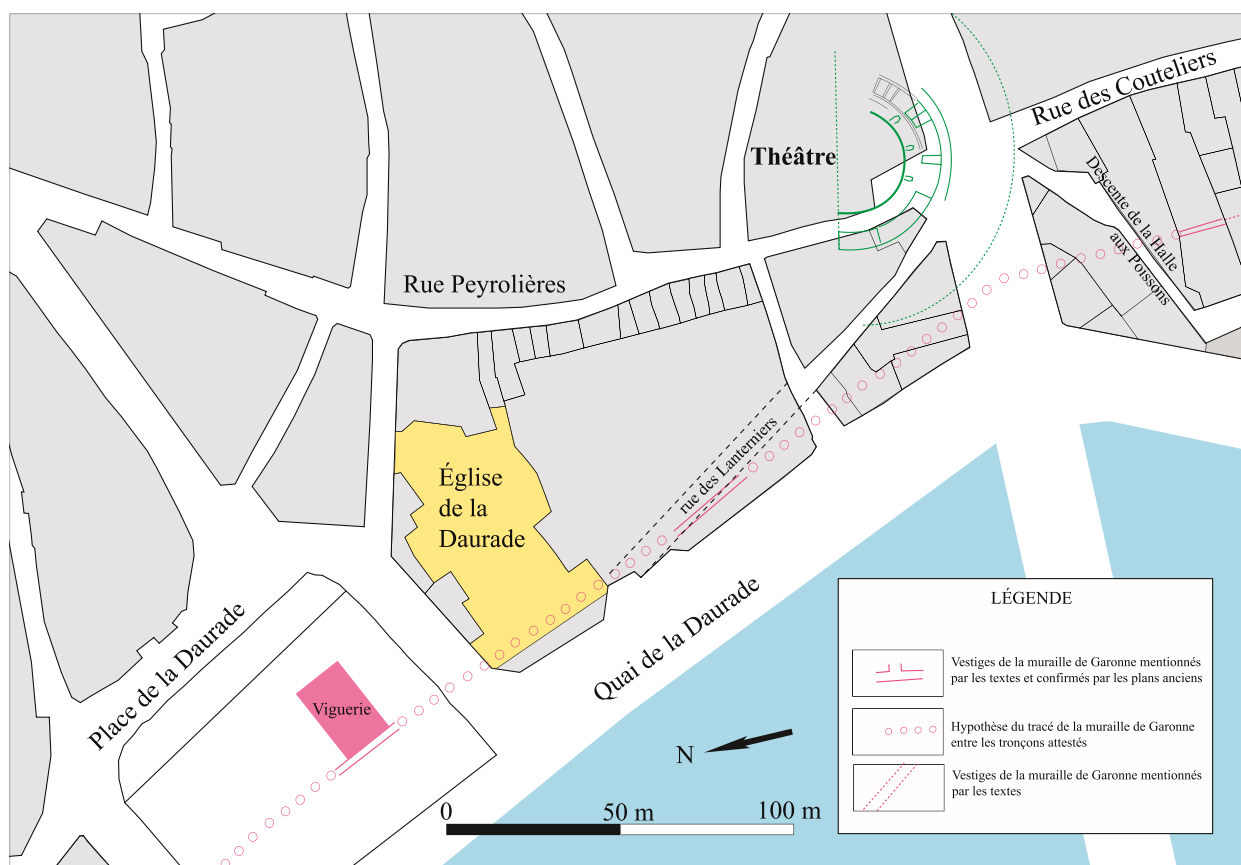 Rue des Couteliers
Théâtre
Descente de la Halle
aux Poissons
Rue Peyrolières
rue des Lanterniers
Église
de la
Daurade
Quai de la Daurade
Place de la Daurade
Viguerie
N
0 50 m 100 m
LÉGENDE
Vestiges de la muraille de Garonne mentionnés
par les textes et confirmés par les plans anciens
Hypothèse du tracé de la muraille de Garonne
entre les tronçons attestés
Vestiges de la muraille de Garonne mentionnés
par les textes